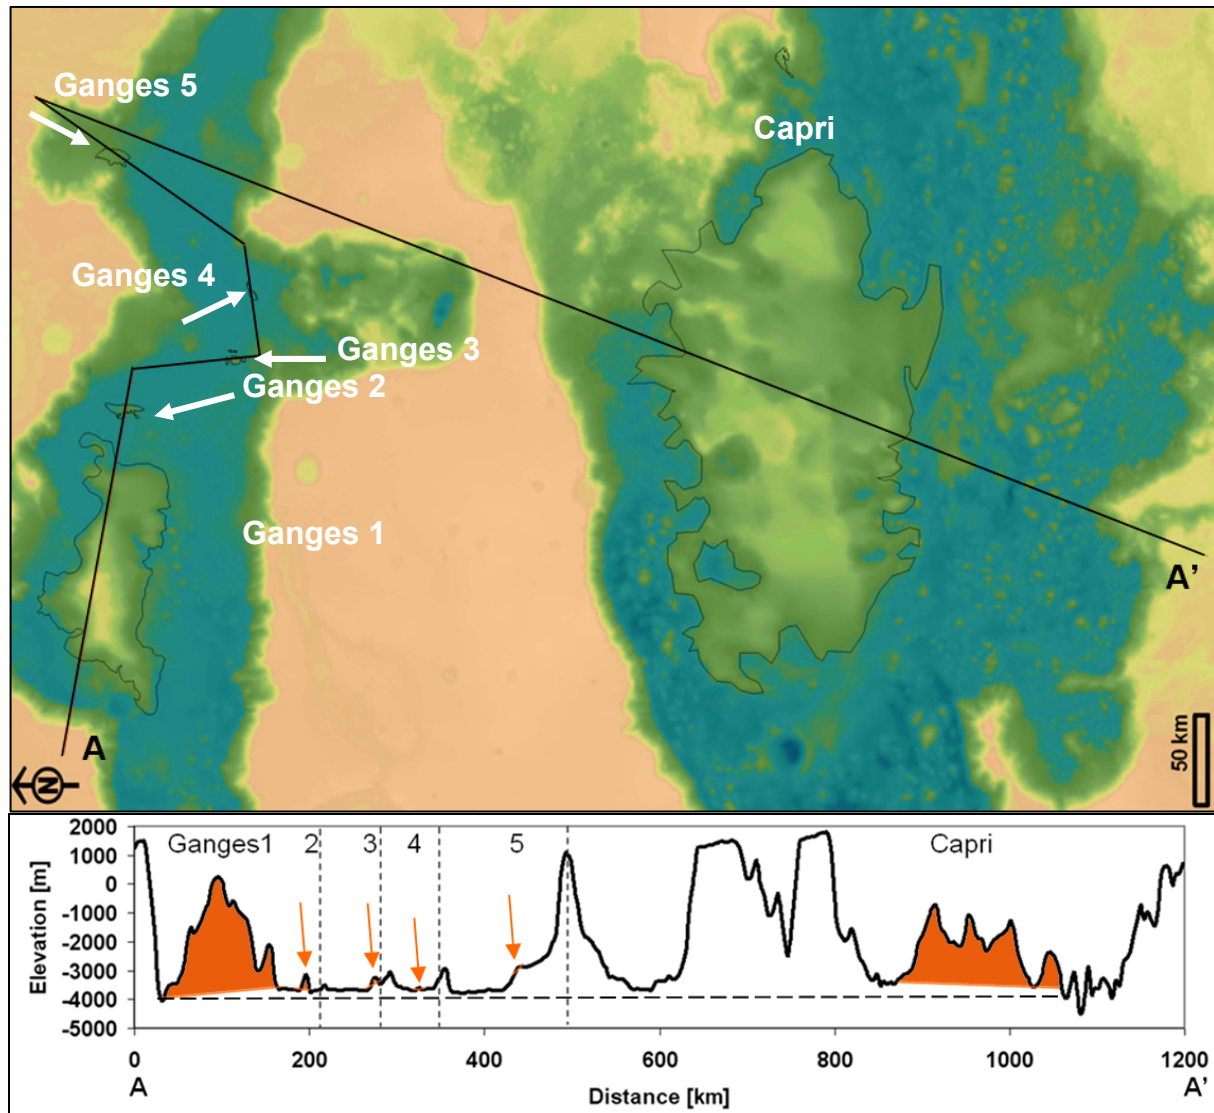 Ganges 5
Capri
Ganges 4
Ganges 3
Ganges 2
Ganges 1
A'
A
N
50 km
2000
1000
0
-1000
-2000
-3000
-4000
-5000
Elevation [m]
Ganges1 2 3 4 5 Capri
0 200 400 600 800 1000 1200
A A'
Distance [km]